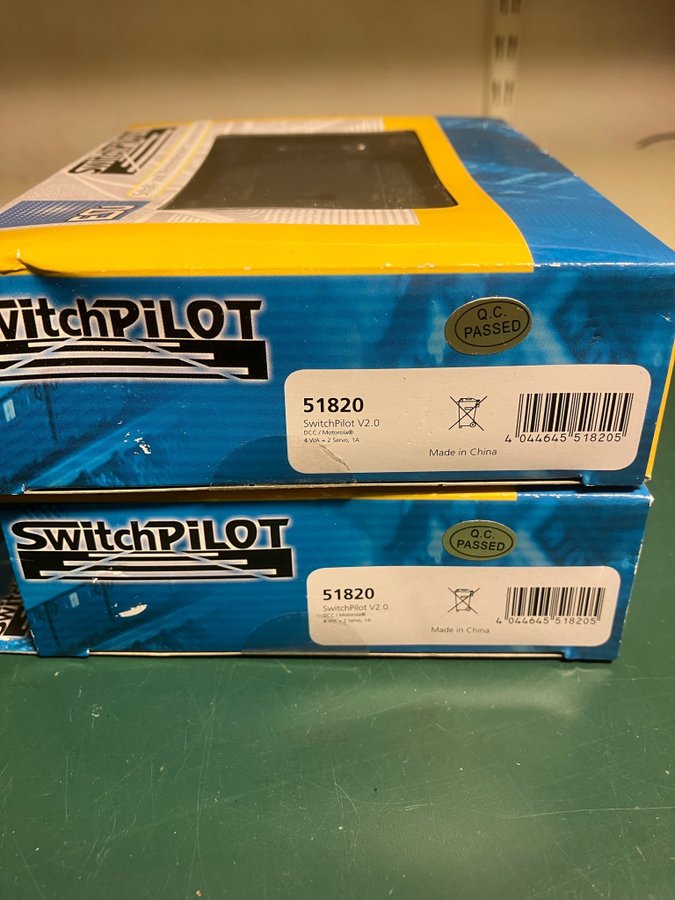 SWITCHPILOT
ESU
witchPiLOT
Q.C.
PASSED
51820
SwitchPilot V2.0
DCC / Motorola®
4 WA + 2 Servo, 1A
4 044645 518205
Made in China
SwitchPiLOT
Q.C.
PASSED
51820
SwitchPilot V2.0
DCC / Motorola®
4 WA + 2 Servo, 1A
4 044645 518205
Made in China